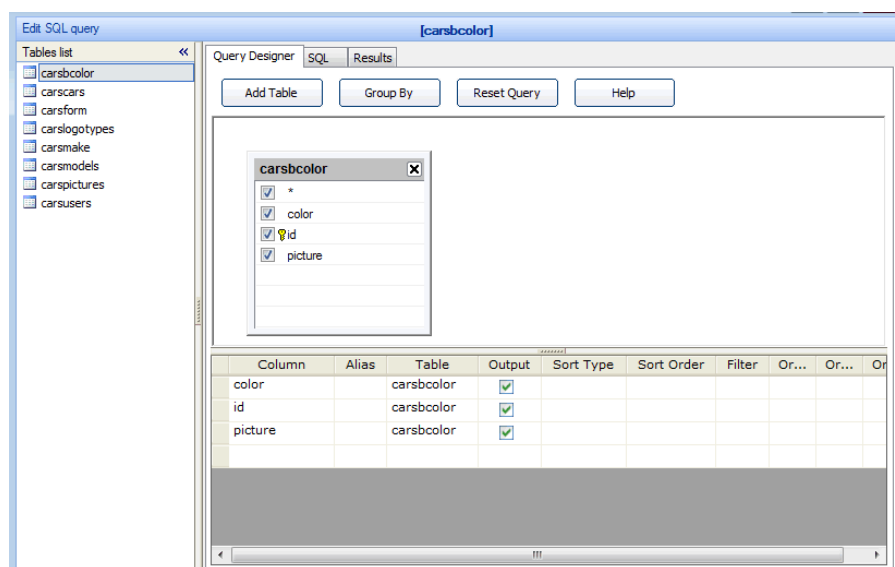 Edit SQL query
[carsbcolor]
Tables list «
carsbcolor
carscars
carsform
carslogotypes
carsmake
carsmodels
carspictures
carsusers
Query Designer SQL Results
Add Table Group By Reset Query Help
carsbcolor
*
color
id
picture
Column Alias Table Output Sort Type Sort Order Filter Or... Or... Or
color carsbcolor
id carsbcolor
picture carsbcolor